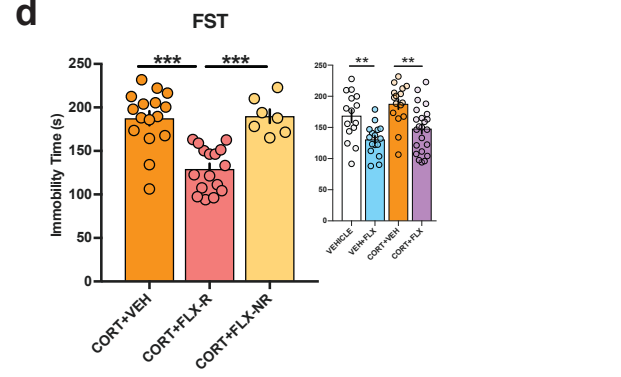 d
FST
Immobility Time (s)
250
200
150
100
50
0
*** ***
CORT+VEH
CORT+FLX-R
CORT+FLX-NR
250
200
150
100
50
0
** **
VEHICLE
VEH+FLX
CORT+VEH
CORT+FLX